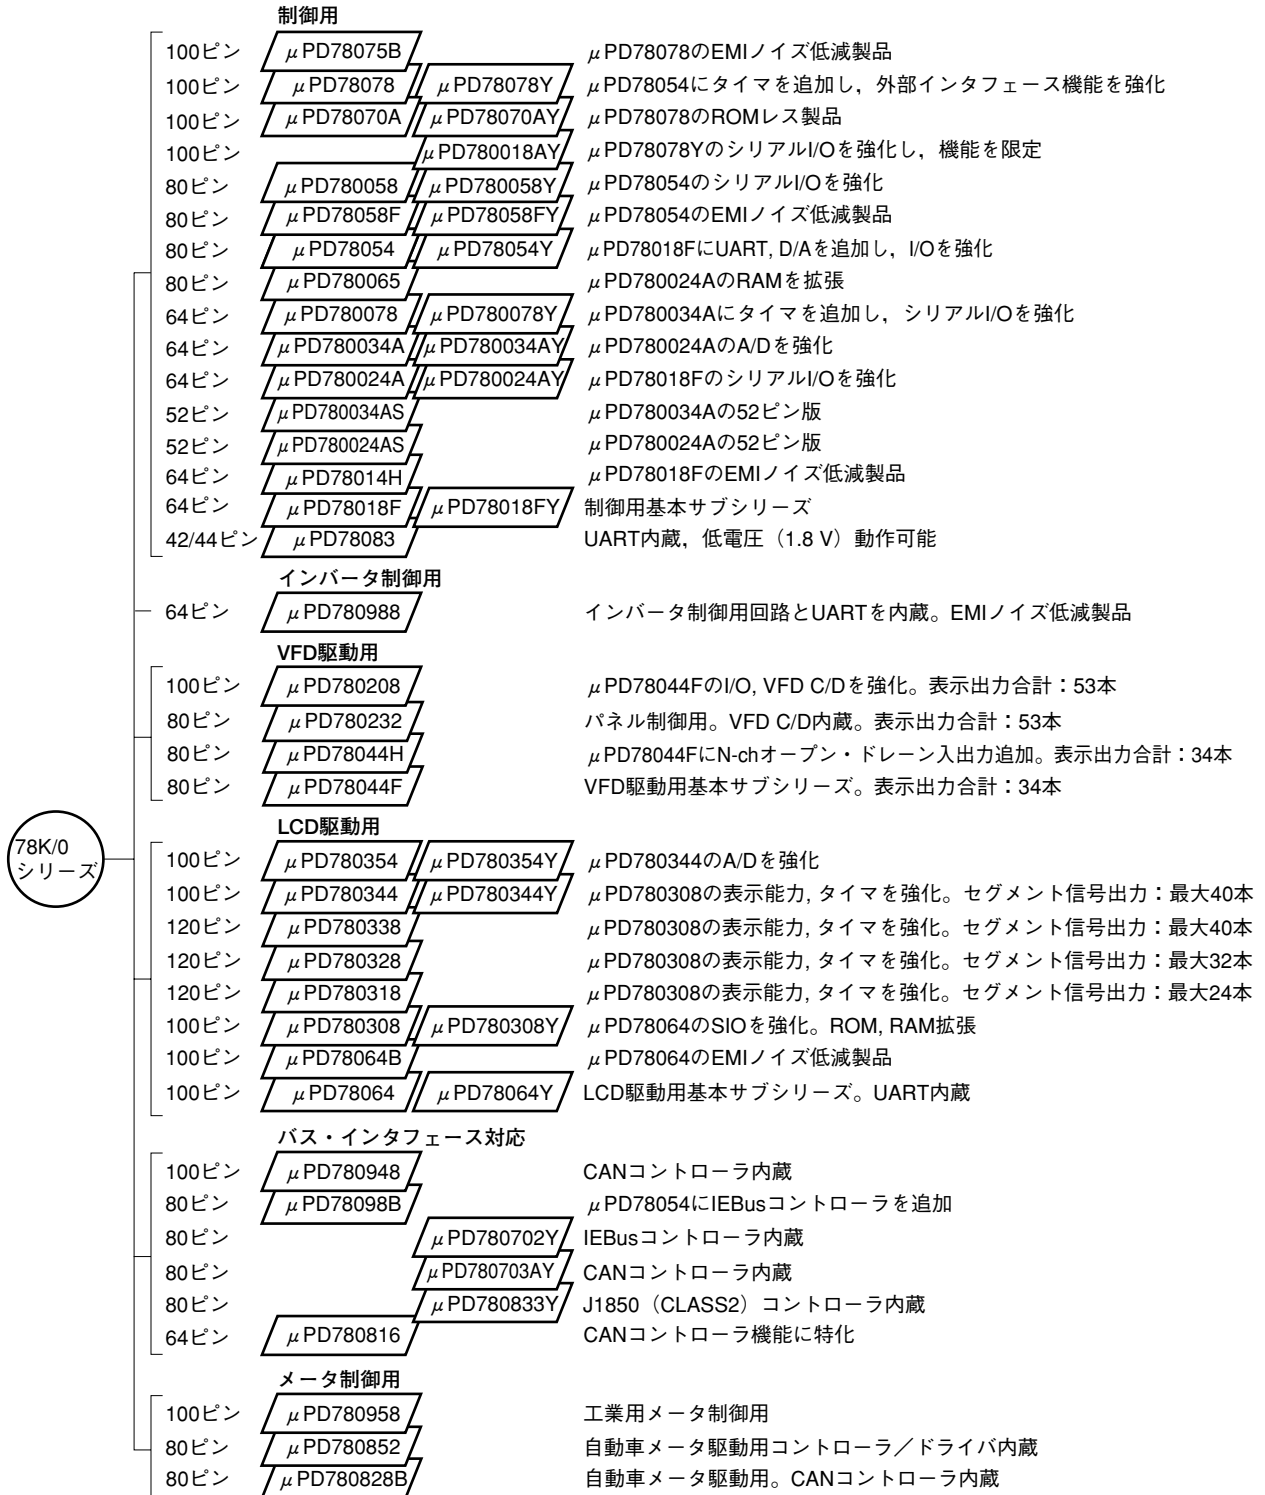 制御用
100ピン μPD78075B μPD78078のEMIノイズ低減製品
100ピン μPD78078 μPD78078Y μPD78054にタイマを追加し，外部インタフェース機能を強化
100ピン μPD78070A μPD78070AY μPD78078のROMレス製品
100ピン μPD780018AY μPD78078YのシリアルI/Oを強化し，機能を限定
80ピン μPD780058 μPD780058Y μPD78054のシリアルI/Oを強化
80ピン μPD78058F μPD78058FY μPD78054のEMIノイズ低減製品
80ピン μPD78054 μPD78054Y μPD78018FにUART, D/Aを追加し，I/Oを強化
80ピン μPD780065 μPD780024AのRAMを拡張
64ピン μPD780078 μPD780078Y μPD780034Aにタイマを追加し，シリアルI/Oを強化
64ピン μPD780034A μPD780034AY μPD780024AのA/Dを強化
64ピン μPD780024A μPD780024AY μPD78018FのシリアルI/Oを強化
52ピン μPD780034AS μPD780034Aの52ピン版
52ピン μPD780024AS μPD780024Aの52ピン版
64ピン μPD78014H μPD78018FのEMIノイズ低減製品
64ピン μPD78018F μPD78018FY 制御用基本サブシリーズ
42/44ピン μPD78083 UART内蔵，低電圧（1.8 V）動作可能
インバータ制御用
64ピン μPD780988 インバータ制御用回路とUARTを内蔵。EMIノイズ低減製品
VFD駆動用
100ピン μPD780208 μPD78044FのI/O, VFD C/Dを強化。表示出力合計：53本
80ピン μPD780232 パネル制御用。VFD C/D内蔵。表示出力合計：53本
80ピン μPD78044H μPD78044FにN-chオープン・ドレーン入出力追加。表示出力合計：34本
80ピン μPD78044F VFD駆動用基本サブシリーズ。表示出力合計：34本
78K/0
シリーズ
LCD駆動用
100ピン μPD780354 μPD780354Y μPD780344のA/Dを強化
100ピン μPD780344 μPD780344Y μPD780308の表示能力, タイマを強化。セグメント信号出力：最大40本
120ピン μPD780338 μPD780308の表示能力, タイマを強化。セグメント信号出力：最大40本
120ピン μPD780328 μPD780308の表示能力, タイマを強化。セグメント信号出力：最大32本
120ピン μPD780318 μPD780308の表示能力, タイマを強化。セグメント信号出力：最大24本
100ピン μPD780308 μPD780308Y μPD78064のSIOを強化。ROM, RAM拡張
100ピン μPD78064B μPD78064のEMIノイズ低減製品
100ピン μPD78064 μPD78064Y LCD駆動用基本サブシリーズ。UART内蔵
バス・インタフェース対応
100ピン μPD780948 CANコントローラ内蔵
80ピン μPD78098B μPD78054にIEBusコントローラを追加
80ピン μPD780702Y IEBusコントローラ内蔵
80ピン μPD780703AY CANコントローラ内蔵
80ピン μPD780833Y J1850（CLASS2）コントローラ内蔵
64ピン μPD780816 CANコントローラ機能に特化
メータ制御用
100ピン μPD780958 工業用メータ制御用
80ピン μPD780852 自動車メータ駆動用コントローラ／ドライバ内蔵
80ピン μPD780828B 自動車メータ駆動用。CANコントローラ内蔵